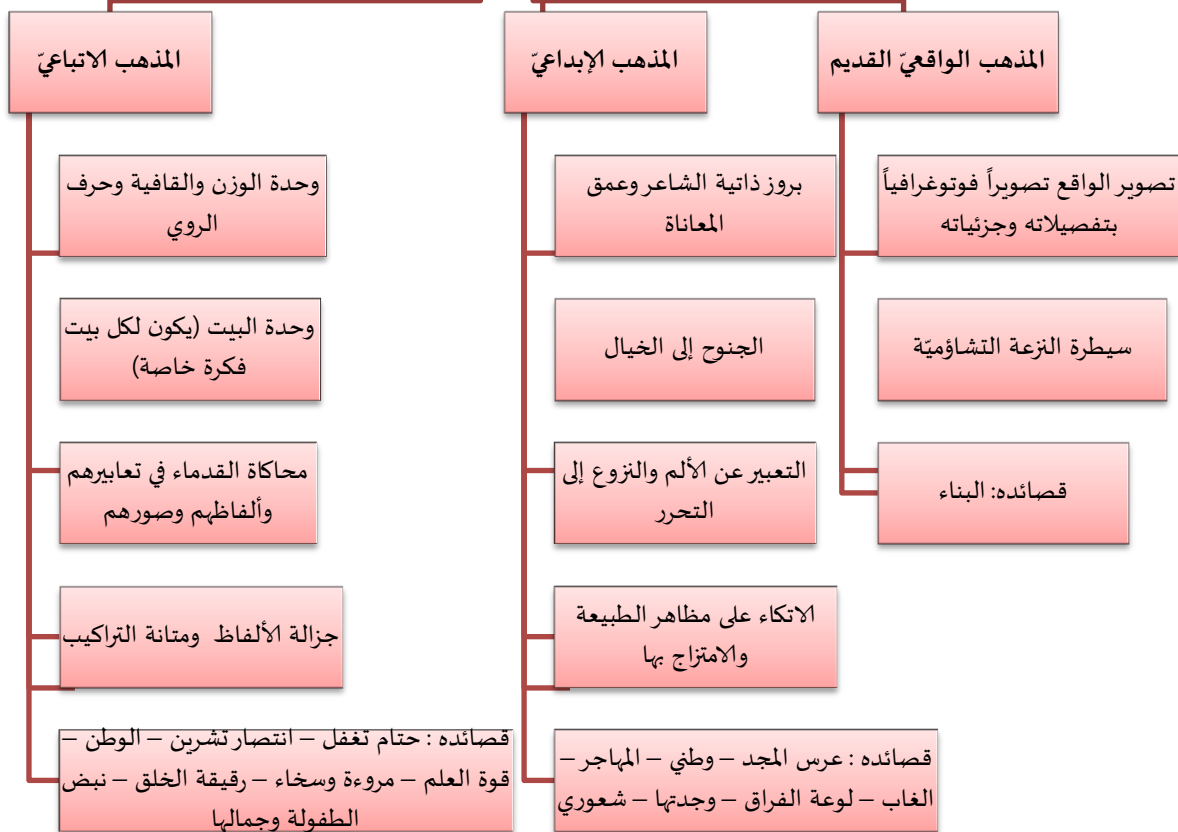 المذهب الواقعيّ القديم
تصوير الواقع تصويراً فوتوغرافياً
بتفصيلاته وجزئياته
سيطرة النزعة التشاؤميّة
قصائده: البناء
المذهب الإبداعيّ
بروز ذاتية الشاعر وعمق
المعاناة
الجنوح إلى الخيال
التعبير عن الألم والنزوع إلى
التحرر
الاتكاء على مظاهر الطبيعة
والامتزاج بها
قصائده : عرس المجد – وطني – المهاجر –
الغاب – لوعة الفراق – وجدتها – شعوري
المذهب الاتباعيّ
وحدة الوزن والقافية وحرف
الروي
وحدة البيت (يكون لكل بيت
فكرة خاصة)
محاكاة القدماء في تعابيرهم
وألفاظهم وصورهم
جزالة الألفاظ ومتانة التراكيب
قصائده : حتام تغفل – انتصار تشرين – الوطن –
قوة العلم – مروءة وسخاء – رقيقة الخلق – نبض
الطفولة وجمالها